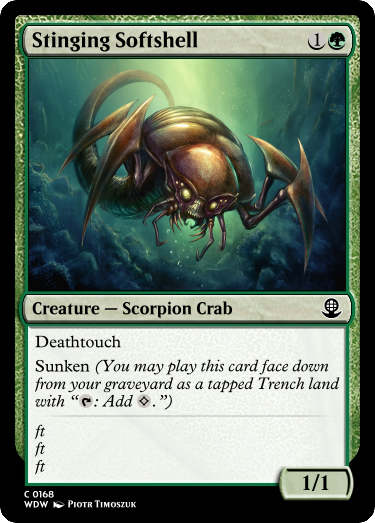 Stinging Softshell 1
Creature — Scorpion Crab
Deathtouch
Sunken (You may play this card face down
from your graveyard as a tapped Trench land
with “: Add .”)
ft
ft
ft
1/1
C 0168
WDW Piotr Timoszuk